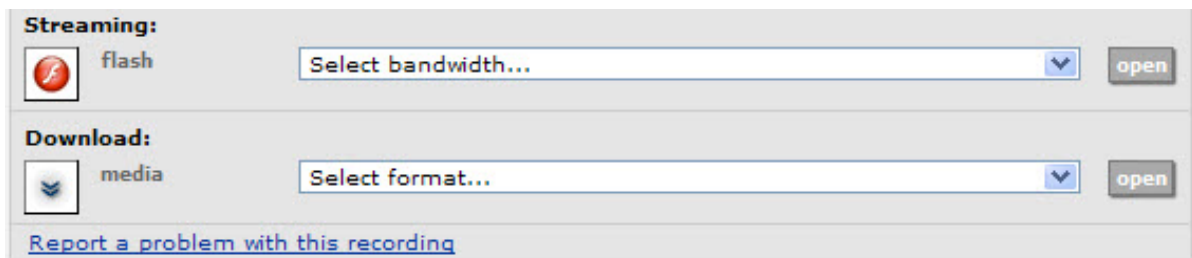 Streaming:
flash Select bandwidth... open
Download:
media Select format... open
Report a problem with this recording